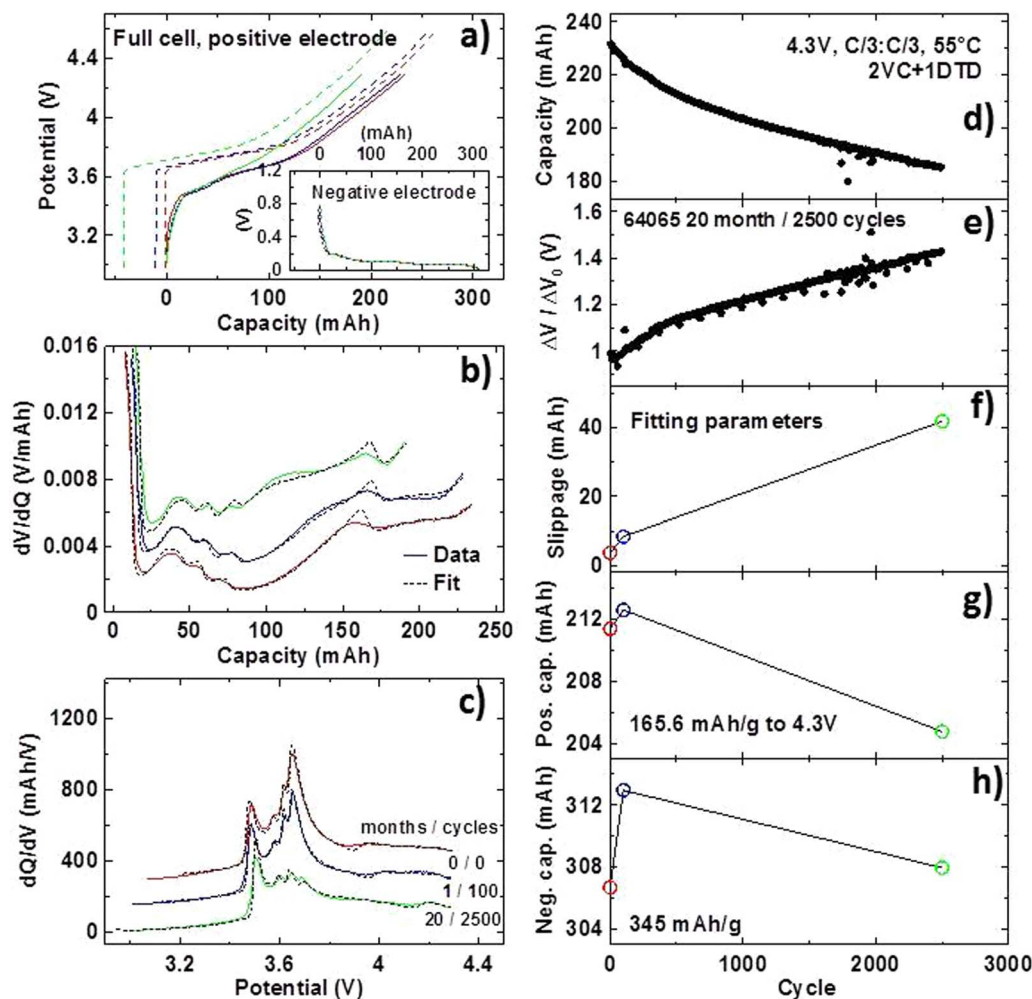 Full cell, positive electrode
a)
4.4
4.0
3.6
3.2
Potential (V)
(mAh)
0 100 200 300
1.2
0.8
0.4
0
(V)
Negative electrode
0 100 200 300
Capacity (mAh)
b)
0.016
0.012
0.008
0.004
0
dV/dQ (V/mAh)
Data
Fit
0 50 100 150 200 250
Capacity (mAh)
c)
1200
800
400
0
dQ/dV (mAh/V)
months / cycles
0 / 0
1 / 100
20 / 2500
3.2 3.6 4 4.4
Potential (V)
0 1000 2000 3000
4.3V, C/3:C/3, 55°C
2VC+1DTD
d)
220
200
180
Capacity (mAh)
64065 20 month / 2500 cycles
e)
1.6
1.4
1.2
1
ΔV / ΔV0 (V)
Fitting parameters
f)
40
20
0
Slippage (mAh)
g)
212
208
204
Pos. cap. (mAh)
165.6 mAh/g to 4.3V
h)
312
308
304
Neg. cap. (mAh)
345 mAh/g
0 1000 2000 3000
Cycle